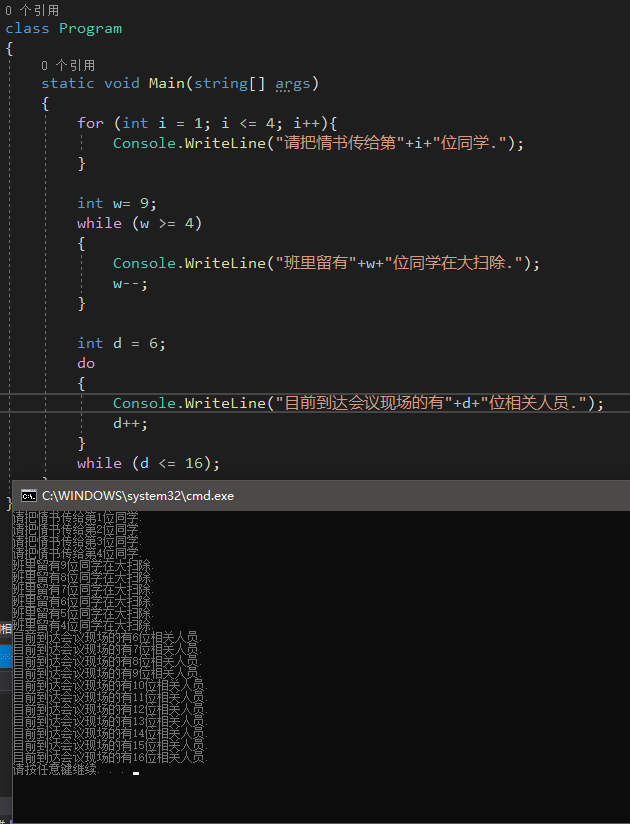 0 个引用
class Program
{
0 个引用
static void Main(string[] args)
{
for (int i = 1; i <= 4; i++){
Console.WriteLine("请把情书传给第"+i+"位同学.");
}
int w= 9;
while (w >= 4)
{
Console.WriteLine("班里留有"+w+"位同学在大扫除.");
w--;
}
int d = 6;
do
{
Console.WriteLine("目前到达会议现场的有"+d+"位相关人员.");
d++;
}
while (d <= 16);
}
C:\WINDOWS\system32\cmd.exe
请把情书传给第1位同学.
请把情书传给第2位同学.
请把情书传给第3位同学.
请把情书传给第4位同学.
班里留有9位同学在大扫除.
班里留有8位同学在大扫除.
班里留有7位同学在大扫除.
班里留有6位同学在大扫除.
班里留有5位同学在大扫除.
班里留有4位同学在大扫除.
目前到达会议现场的有6位相关人员.
目前到达会议现场的有7位相关人员.
目前到达会议现场的有8位相关人员.
目前到达会议现场的有9位相关人员.
目前到达会议现场的有10位相关人员.
目前到达会议现场的有11位相关人员.
目前到达会议现场的有12位相关人员.
目前到达会议现场的有13位相关人员.
目前到达会议现场的有14位相关人员.
目前到达会议现场的有15位相关人员.
目前到达会议现场的有16位相关人员.
请按任意键继续. . .